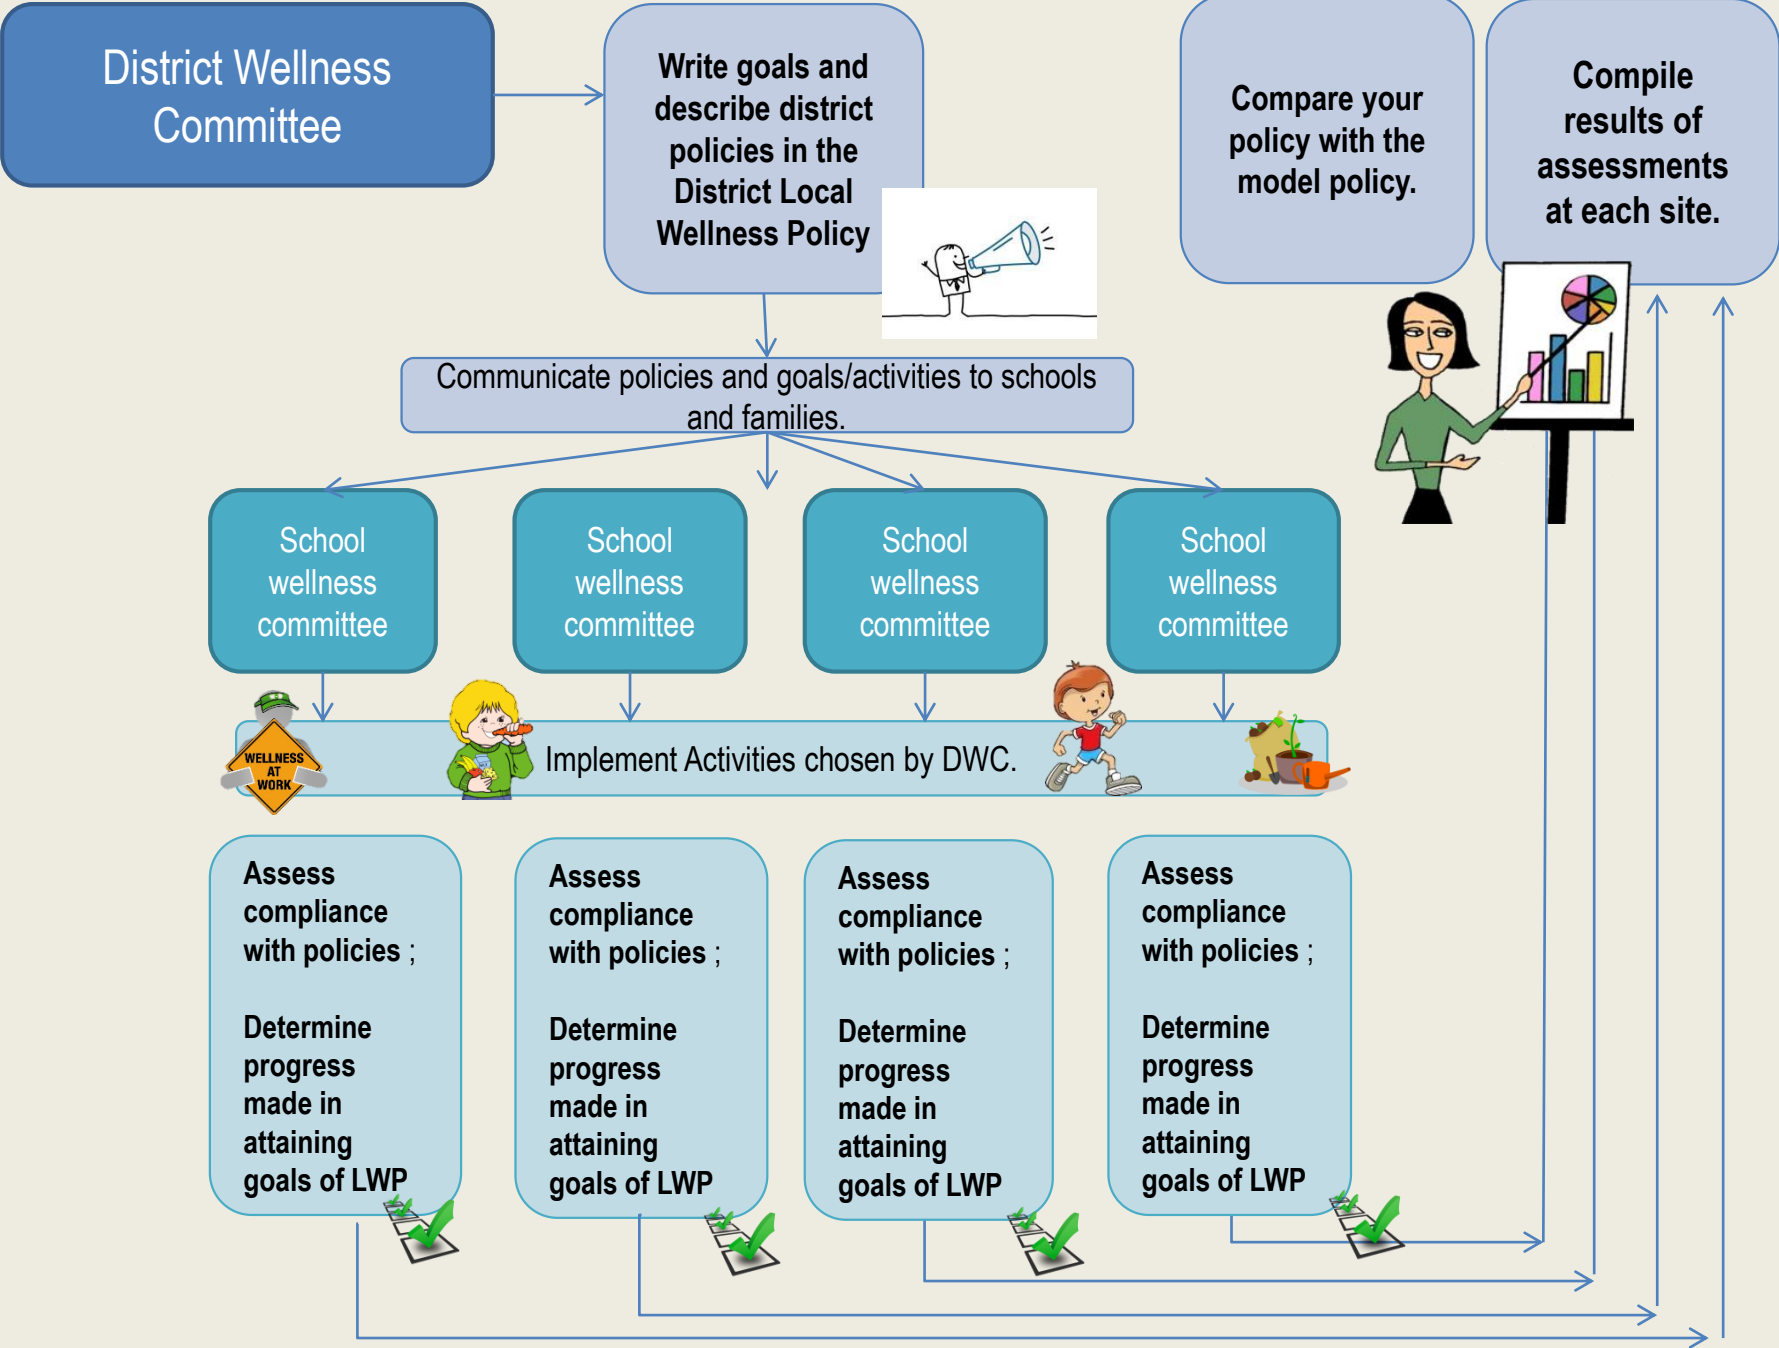 District Wellness
Committee
Write goals and
describe district
policies in the
District Local
Wellness Policy
Compare your
policy with the
model policy.
Compile
results of
assessments
at each site.
Communicate policies and goals/activities to schools
and families.
School
wellness
committee
School
wellness
committee
School
wellness
committee
School
wellness
committee
WELLNESS
AT
WORK
Implement Activities chosen by DWC.
Assess
compliance
with policies ;
Determine
progress
made in
attaining
goals of LWP
Assess
compliance
with policies ;
Determine
progress
made in
attaining
goals of LWP
Assess
compliance
with policies ;
Determine
progress
made in
attaining
goals of LWP
Assess
compliance
with policies ;
Determine
progress
made in
attaining
goals of LWP